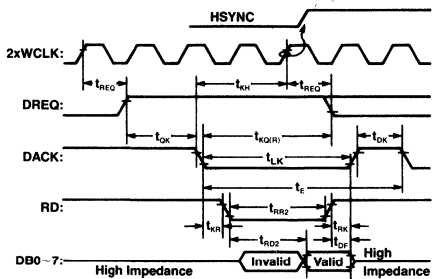 HSYNC
2xWCLK:
tREQ tKH tREQ
DREQ:
tQK tKQ(R) tDK
DACK:
tLK
tE
RD:
tRR2
tKR tRK
tRD2 tDF
DB0~7: High Impedance Invalid Valid High Impedance